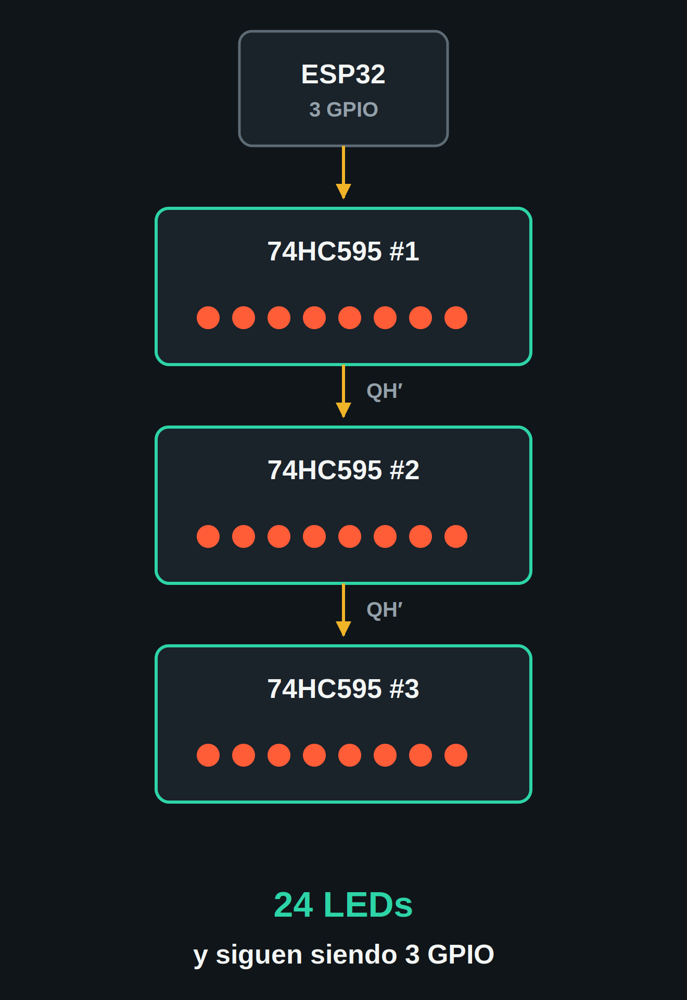 ESP32
3 GPIO
74HC595 #1
QH′
74HC595 #2
QH′
74HC595 #3
24 LEDs
y siguen siendo 3 GPIO